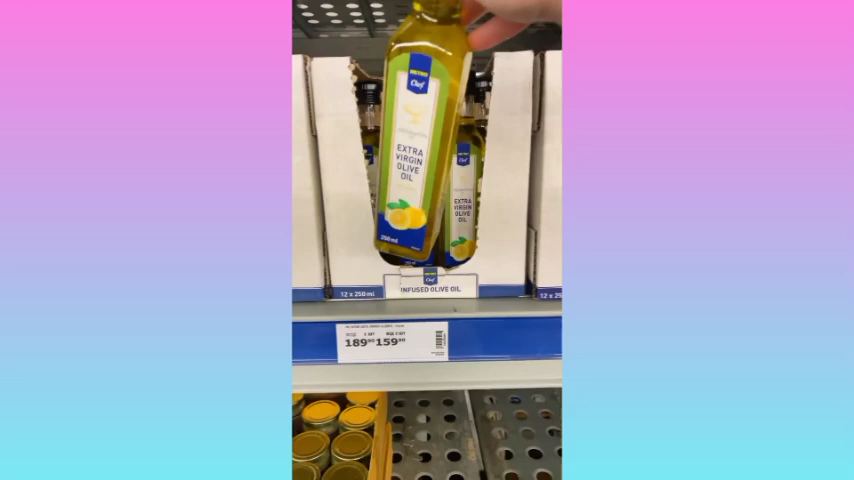 METRO
Chef
EXTRA
VIRGIN
OLIVE
OIL
250 ml
METRO
Chef
EXTRA
VIRGIN
OLIVE
OIL
METRO
Chef
INFUSED OLIVE OIL
12 x 250 ml
12 x 25
189⁹⁰ 159⁹⁰